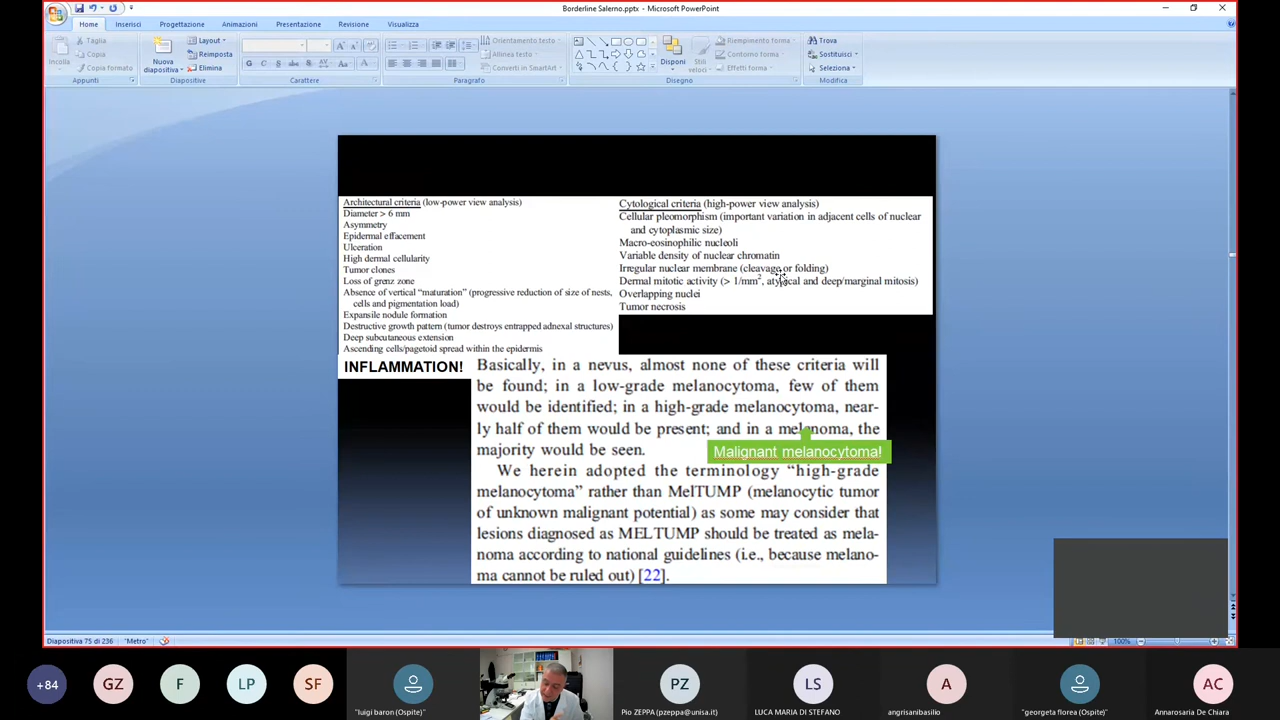 Borderline Salerno.pptx - Microsoft PowerPoint
Home Inserisci Progettazione Animazioni Presentazione Revisione Visualizza
Incolla
Taglia
Copia
Copia formato
Appunti
Nuova
diapositiva
Layout
Reimposta
Elimina
Diapositive
Carattere
Orientamento testo
Allinea testo
Converti in SmartArt
Paragrafo
Disponi
Stili
veloci
Riempimento forma
Contorno forma
Effetti forma
Disegno
Trova
Sostituisci
Seleziona
Modifica
Architectural criteria (low-power view analysis)
Diameter > 6 mm
Asymmetry
Epidermal effacement
Ulceration
High dermal cellularity
Tumor clones
Loss of grenz zone
Absence of vertical “maturation” (progressive reduction of size of nests,
cells and pigmentation load)
Expansile nodule formation
Destructive growth pattern (tumor destroys entrapped adnexal structures)
Deep subcutaneous extension
Ascending cells/pagetoid spread within the epidermis
Cytological criteria (high-power view analysis)
Cellular pleomorphism (important variation in adjacent cells of nuclear
and cytoplasmic size)
Macro-eosinophilic nucleoli
Variable density of nuclear chromatin
Irregular nuclear membrane (cleavage or folding)
Dermal mitotic activity (> 1/mm2, atypical and deep/marginal mitosis)
Overlapping nuclei
Tumor necrosis
INFLAMMATION!
Basically, in a nevus, almost none of these criteria will
be found; in a low-grade melanocytoma, few of them
would be identified; in a high-grade melanocytoma, near-
ly half of them would be present; and in a melanoma, the
majority would be seen.
Malignant melanocytoma!
We herein adopted the terminology “high-grade
melanocytoma” rather than MelTUMP (melanocytic tumor
of unknown malignant potential) as some may consider that
lesions diagnosed as MELTUMP should be treated as mela-
noma according to national guidelines (i.e., because melano-
ma cannot be ruled out) [22].
Diapositiva 75 di 236 "Metro"
100%
+84 GZ F LP SF PZ LS A AC
"luigi baron (Ospite)" Pio ZEPPA (pzeppa@unisa.it) LUCA MARIA DI STEFANO angrisanibasilio "georgeta florea (Ospite)" Annarosaria De Chiara